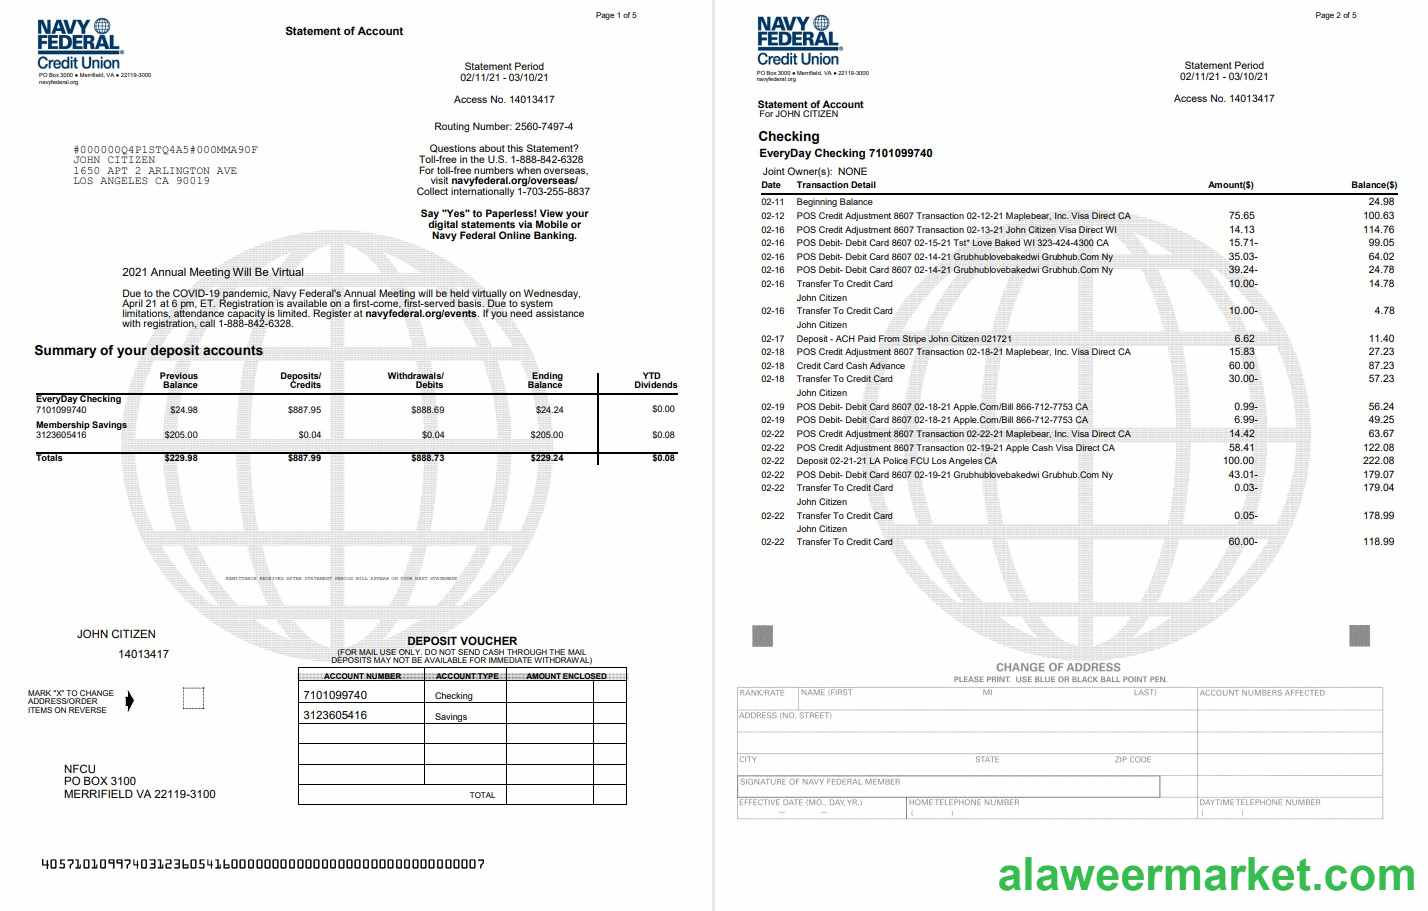 Page 1 of 5
NAVY
FEDERAL
Credit Union
PO Box 3000 ● Merrifield, VA ● 22119-3000
navyfederal.org
Statement of Account
Statement Period
02/11/21 - 03/10/21
Access No. 14013417
Routing Number: 2560-7497-4
#000000Q4P1STQ4A5#000MMA90F
JOHN CITIZEN
1650 APT 2 ARLINGTON AVE
LOS ANGELES CA 90019
Questions about this Statement?
Toll-free in the U.S. 1-888-842-6328
For toll-free numbers when overseas,
visit navyfederal.org/overseas/
Collect internationally 1-703-255-8837
Say "Yes" to Paperless! View your
digital statements via Mobile or
Navy Federal Online Banking.
2021 Annual Meeting Will Be Virtual
Due to the COVID-19 pandemic, Navy Federal's Annual Meeting will be held virtually on Wednesday,
April 21 at 6 pm, ET. Registration is available on a first-come, first-served basis. Due to system
limitations, attendance capacity is limited. Register at navyfederal.org/events. If you need assistance
with registration, call 1-888-842-6328.
Summary of your deposit accounts
Previous Balance Deposits/ Credits Withdrawals/ Debits Ending Balance YTD Dividends
EveryDay Checking
7101099740 $24.98 $887.95 $888.69 $24.24 $0.00
Membership Savings
3123605416 $205.00 $0.04 $0.04 $205.00 $0.08
Totals $229.98 $887.99 $888.73 $229.24 $0.08
REMITTANCE RECEIVED AFTER STATEMENT PERIOD WILL APPEAR ON YOUR NEXT STATEMENT
JOHN CITIZEN
14013417
MARK "X" TO CHANGE
ADDRESS/ORDER
ITEMS ON REVERSE
DEPOSIT VOUCHER
(FOR MAIL USE ONLY. DO NOT SEND CASH THROUGH THE MAIL
DEPOSITS MAY NOT BE AVAILABLE FOR IMMEDIATE WITHDRAWAL)
ACCOUNT NUMBER ACCOUNT TYPE AMOUNT ENCLOSED
7101099740 Checking
3123605416 Savings
TOTAL
NFCU
PO BOX 3100
MERRIFIELD VA 22119-3100
Page 2 of 5
NAVY
FEDERAL
Credit Union
PO Box 3000 ● Merrifield, VA ● 22119-3000
navyfederal.org
Statement Period
02/11/21 - 03/10/21
Access No. 14013417
Statement of Account
For JOHN CITIZEN
Checking
EveryDay Checking 7101099740
Joint Owner(s): NONE
Date Transaction Detail Amount($) Balance($)
02-11 Beginning Balance 24.98
02-12 POS Credit Adjustment 8607 Transaction 02-12-21 Maplebear, Inc. Visa Direct CA 75.65 100.63
02-16 POS Credit Adjustment 8607 Transaction 02-13-21 John Citizen Visa Direct WI 14.13 114.76
02-16 POS Debit- Debit Card 8607 02-15-21 Tst* Love Baked WI 323-424-4300 CA 15.71- 99.05
02-16 POS Debit- Debit Card 8607 02-14-21 Grubhublovebakedwi Grubhub.Com Ny 35.03- 64.02
02-16 POS Debit- Debit Card 8607 02-14-21 Grubhublovebakedwi Grubhub.Com Ny 39.24- 24.78
02-16 Transfer To Credit Card 10.00- 14.78
John Citizen
02-16 Transfer To Credit Card 10.00- 4.78
John Citizen
02-17 Deposit - ACH Paid From Stripe John Citizen 021721 6.62 11.40
02-18 POS Credit Adjustment 8607 Transaction 02-18-21 Maplebear, Inc. Visa Direct CA 15.83 27.23
02-18 Credit Card Cash Advance 60.00 87.23
02-18 Transfer To Credit Card 30.00- 57.23
John Citizen
02-19 POS Debit- Debit Card 8607 02-18-21 Apple.Com/Bill 866-712-7753 CA 0.99- 56.24
02-19 POS Debit- Debit Card 8607 02-18-21 Apple.Com/Bill 866-712-7753 CA 6.99- 49.25
02-22 POS Credit Adjustment 8607 Transaction 02-22-21 Maplebear, Inc. Visa Direct CA 14.42 63.67
02-22 POS Credit Adjustment 8607 Transaction 02-19-21 Apple Cash Visa Direct CA 58.41 122.08
02-22 Deposit 02-21-21 LA Police FCU Los Angeles CA 100.00 222.08
02-22 POS Debit- Debit Card 8607 02-19-21 Grubhublovebakedwi Grubhub.Com Ny 43.01- 179.07
02-22 Transfer To Credit Card 0.03- 179.04
John Citizen
02-22 Transfer To Credit Card 0.05- 178.99
John Citizen
02-22 Transfer To Credit Card 60.00- 118.99
CHANGE OF ADDRESS
PLEASE PRINT. USE BLUE OR BLACK BALL POINT PEN.
RANK/RATE NAME (FIRST MI LAST) ACCOUNT NUMBERS AFFECTED
ADDRESS (NO. STREET)
CITY STATE ZIP CODE
SIGNATURE OF NAVY FEDERAL MEMBER
EFFECTIVE DATE (MO., DAY, YR.) HOME TELEPHONE NUMBER DAYTIME TELEPHONE NUMBER
( ) ( )
alaweermarket.com